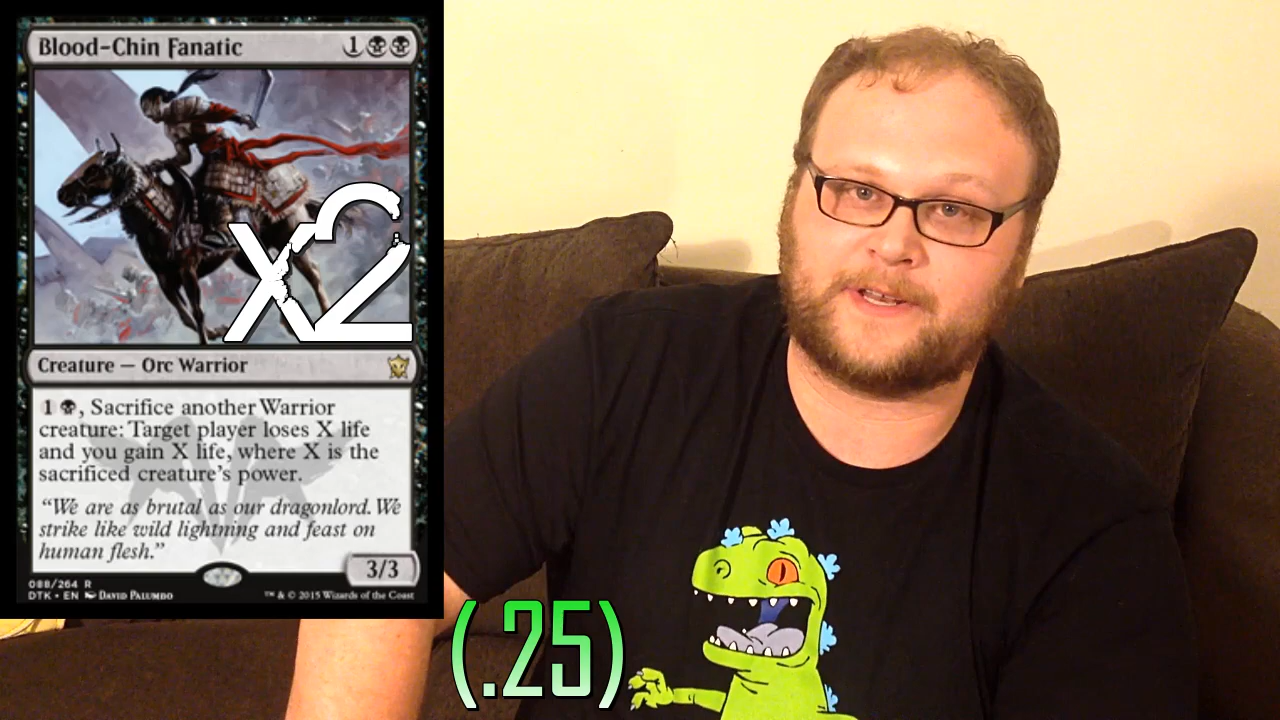 Blood-Chin Fanatic 1
X2
Creature — Orc Warrior
1 , Sacrifice another Warrior
creature: Target player loses X life
and you gain X life, where X is the
sacrificed creature's power.
“We are as brutal as our dragonlord. We
strike like wild lightning and feast on
human flesh.”
3/3
088/264 R
DTK • EN David Palumbo
™ & © 2015 Wizards of the Coast
(.25)